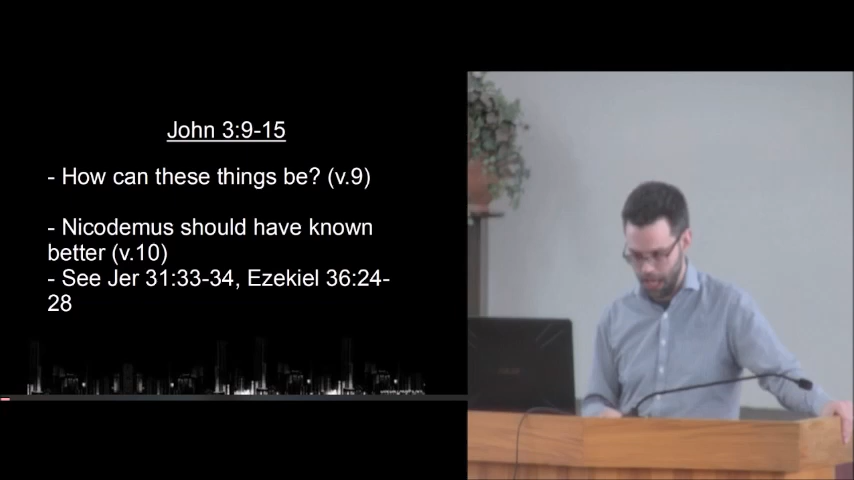 John 3:9-15
- How can these things be? (v.9)
- Nicodemus should have known
better (v.10)
- See Jer 31:33-34, Ezekiel 36:24-
28